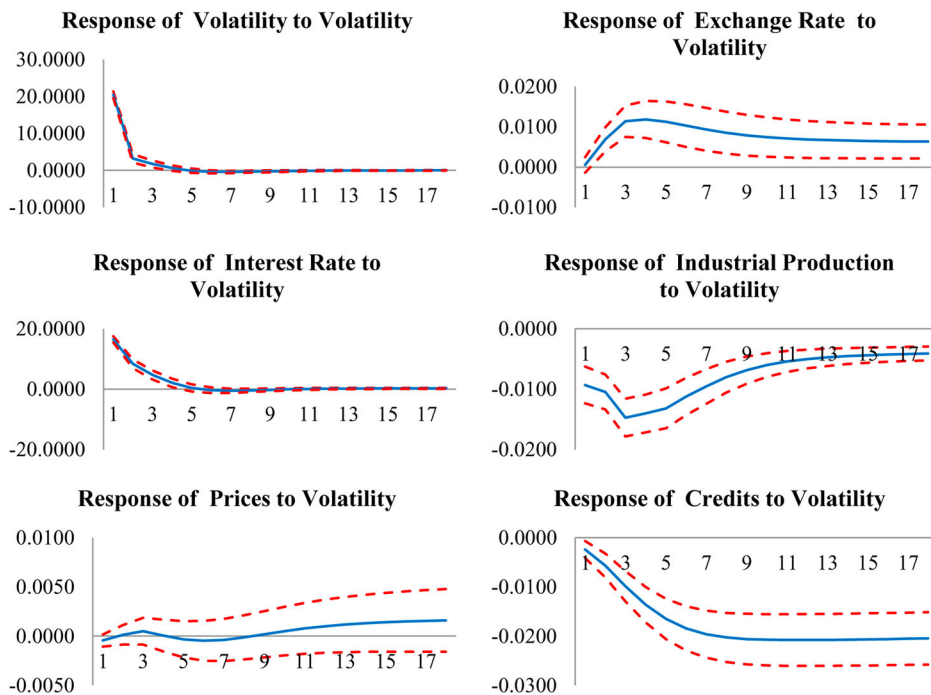 Response of Volatility to Volatility
30.0000
20.0000
10.0000
0.0000
-10.0000
1 3 5 7 9 11 13 15 17
Response of Exchange Rate to
Volatility
0.0200
0.0100
0.0000
-0.0100
1 3 5 7 9 11 13 15 17
Response of Interest Rate to
Volatility
20.0000
0.0000
-20.0000
1 3 5 7 9 11 13 15 17
Response of Industrial Production
to Volatility
0.0000
-0.0100
-0.0200
1 3 5 7 9 11 13 15 17
Response of Prices to Volatility
0.0100
0.0050
0.0000
-0.0050
1 3 5 7 9 11 13 15 17
Response of Credits to Volatility
0.0000
-0.0100
-0.0200
-0.0300
1 3 5 7 9 11 13 15 17